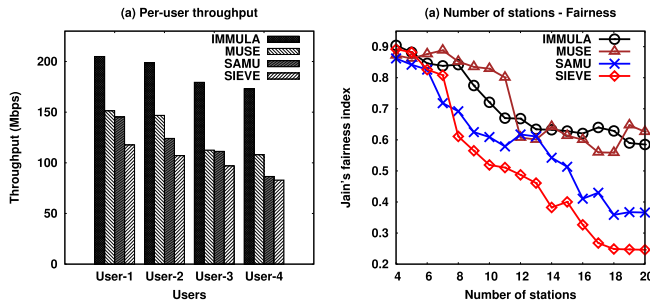 (a) Per-user throughput
Throughput (Mbps)
200
150
100
50
0
IMMULA
MUSE
SAMU
SIEVE
User-1 User-2 User-3 User-4
Users
(a) Number of stations - Fairness
Jain's fairness index
0.9
0.8
0.7
0.6
0.5
0.4
0.3
0.2
IMMULA
MUSE
SAMU
SIEVE
4 6 8 10 12 14 16 18 20
Number of stations